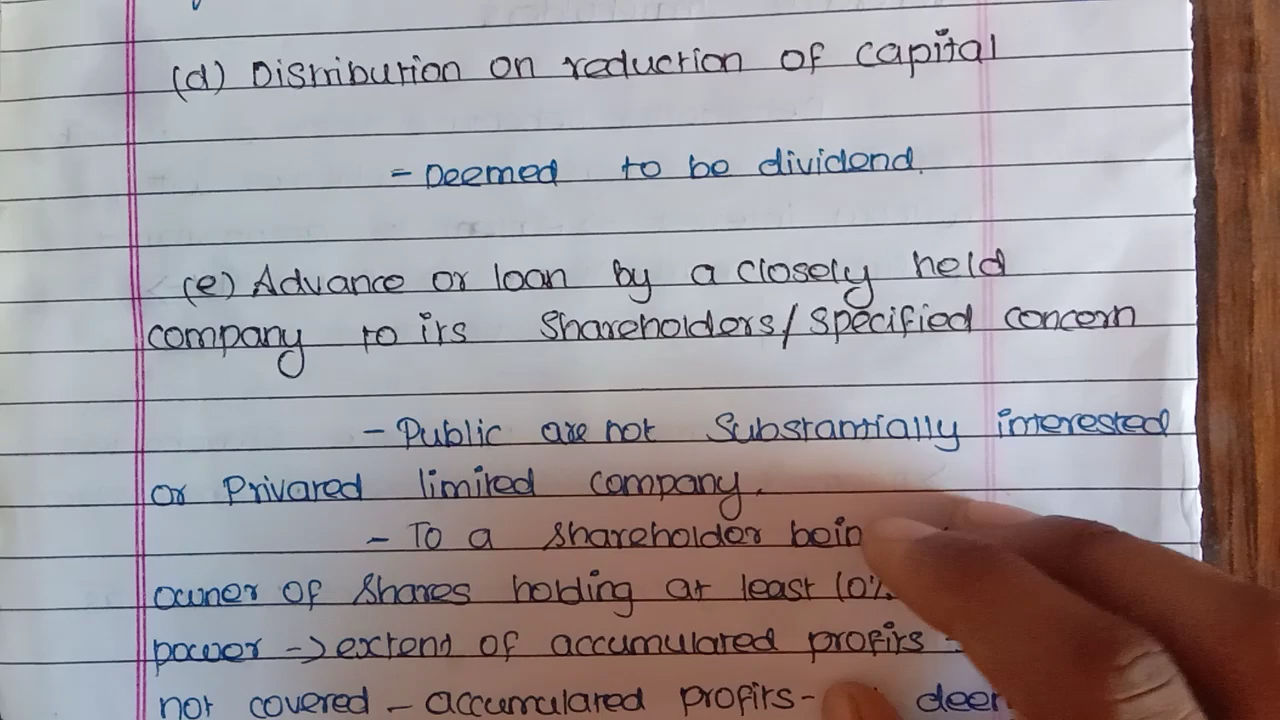 (d) Distribution on reduction of capital
- Deemed to be dividend.
(e) Advance or loan by a closely held
company to its shareholders/specified concern
- Public are not substantially interested
or Privated limited company.
- To a shareholder
owner of shares holding at least 10%
power -> extend of accumulated profits
not covered - accumulated profits-